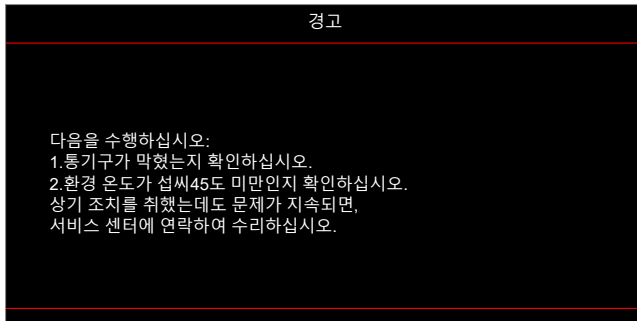 경고
다음을 수행하십시오:
1.통기구가 막혔는지 확인하십시오.
2.환경 온도가 섭씨45도 미만인지 확인하십시오.
상기 조치를 취했는데도 문제가 지속되면,
서비스 센터에 연락하여 수리하십시오.